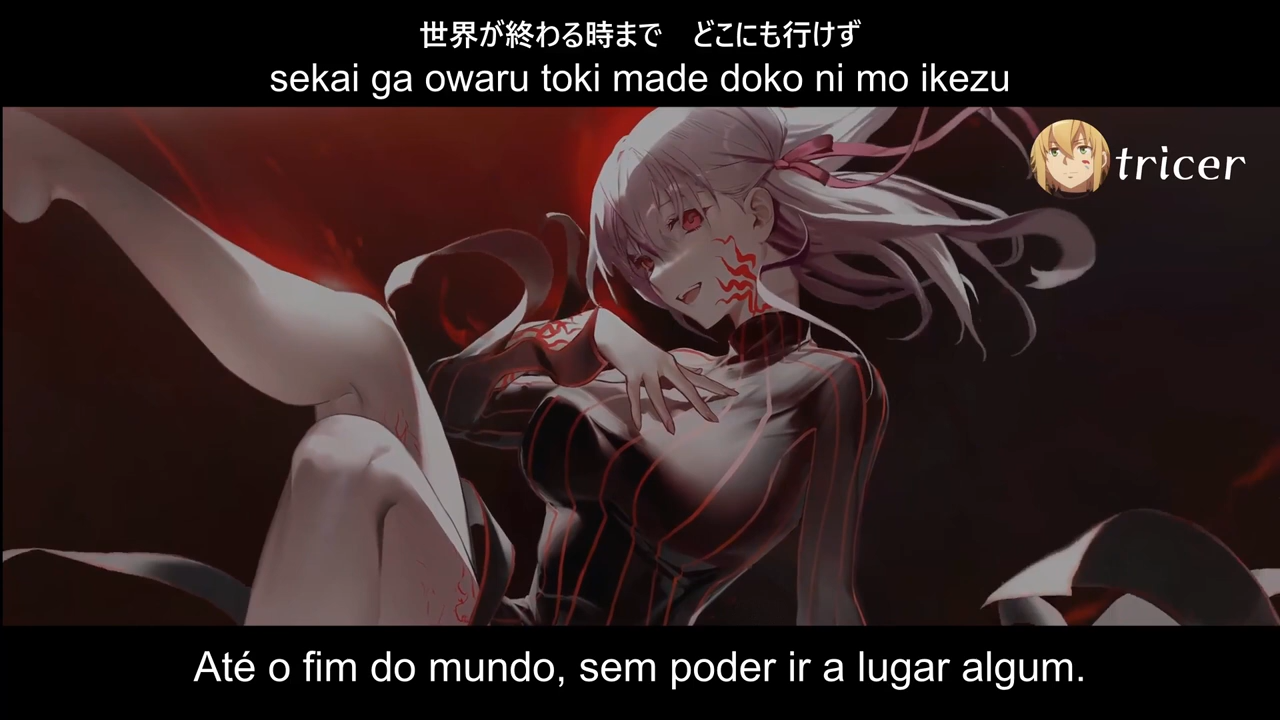 世界が終わる時まで　どこにも行けず
sekai ga owaru toki made doko ni mo ikezu
tricer
Até o fim do mundo, sem poder ir a lugar algum.